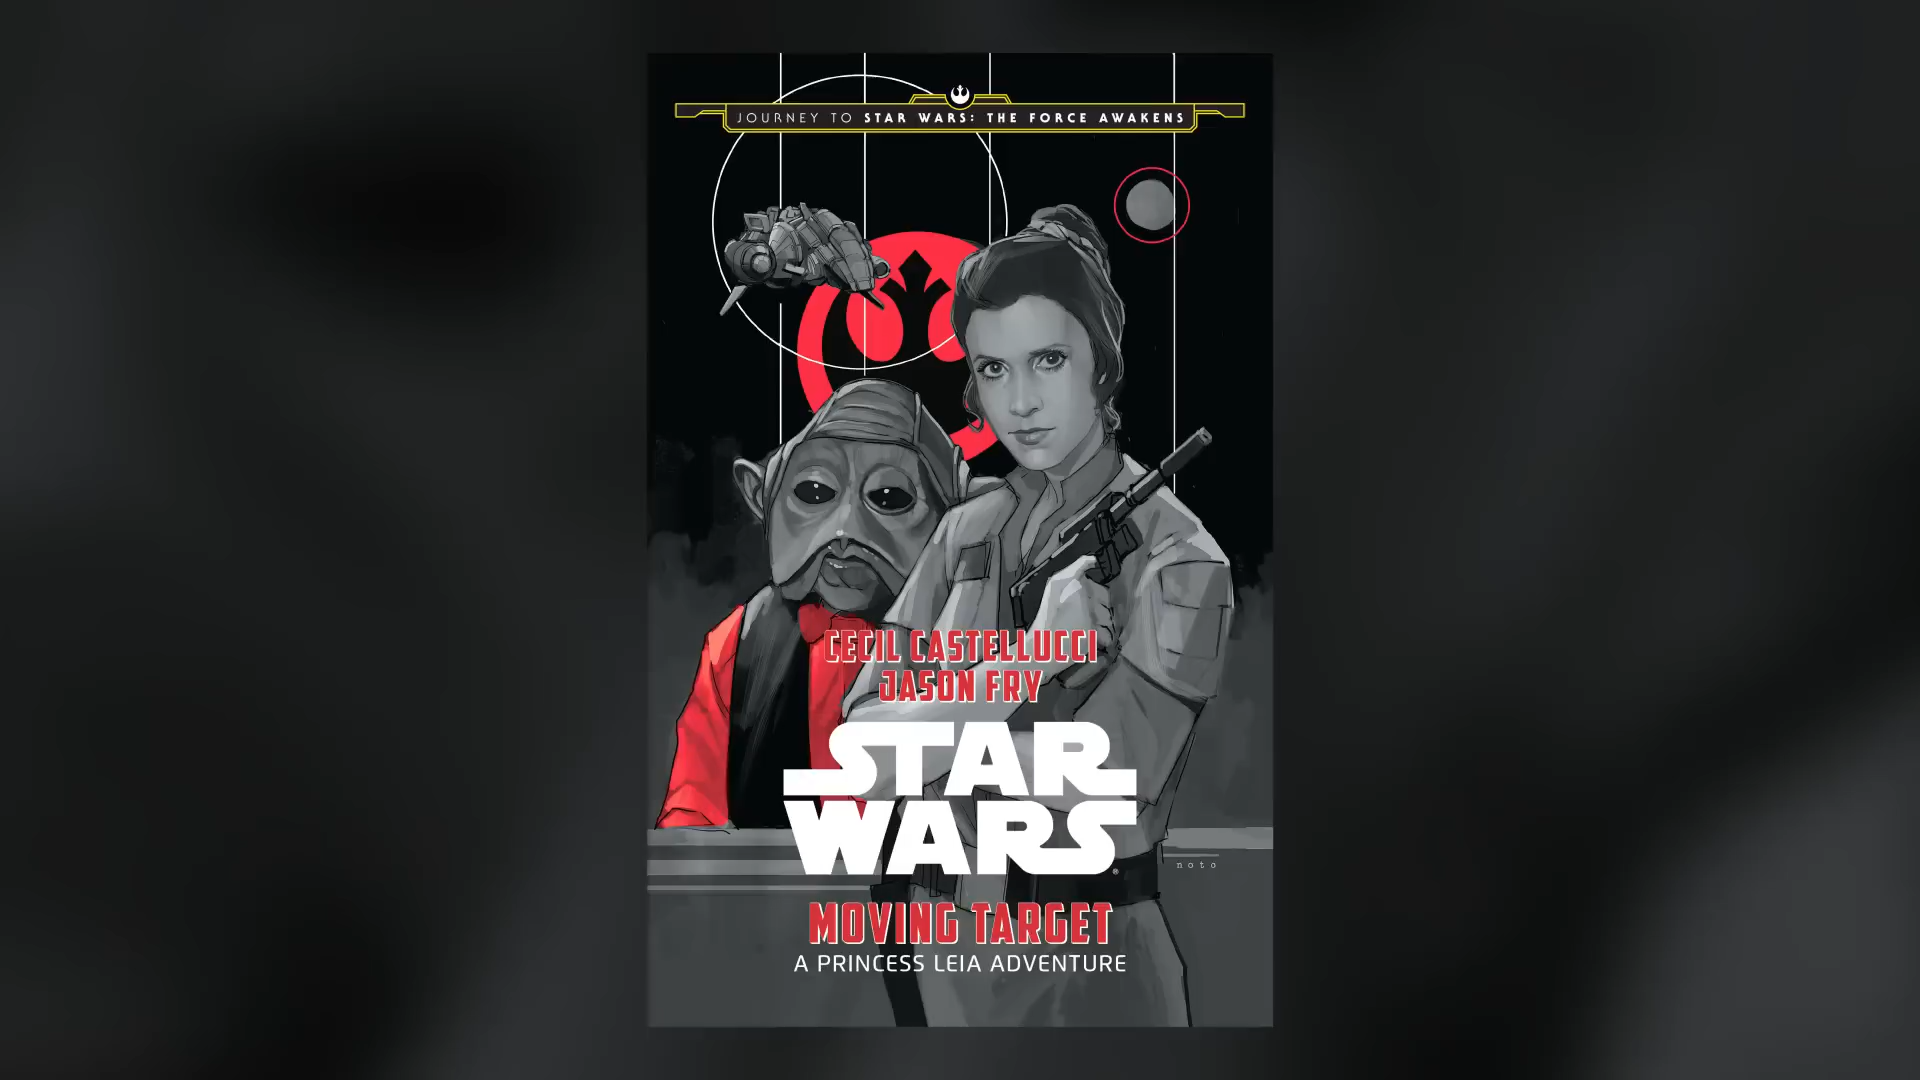 JOURNEY TO STAR WARS: THE FORCE AWAKENS
CECIL CASTELLUCCI
JASON FRY
STAR
WARS
noto
MOVING TARGET
A PRINCESS LEIA ADVENTURE